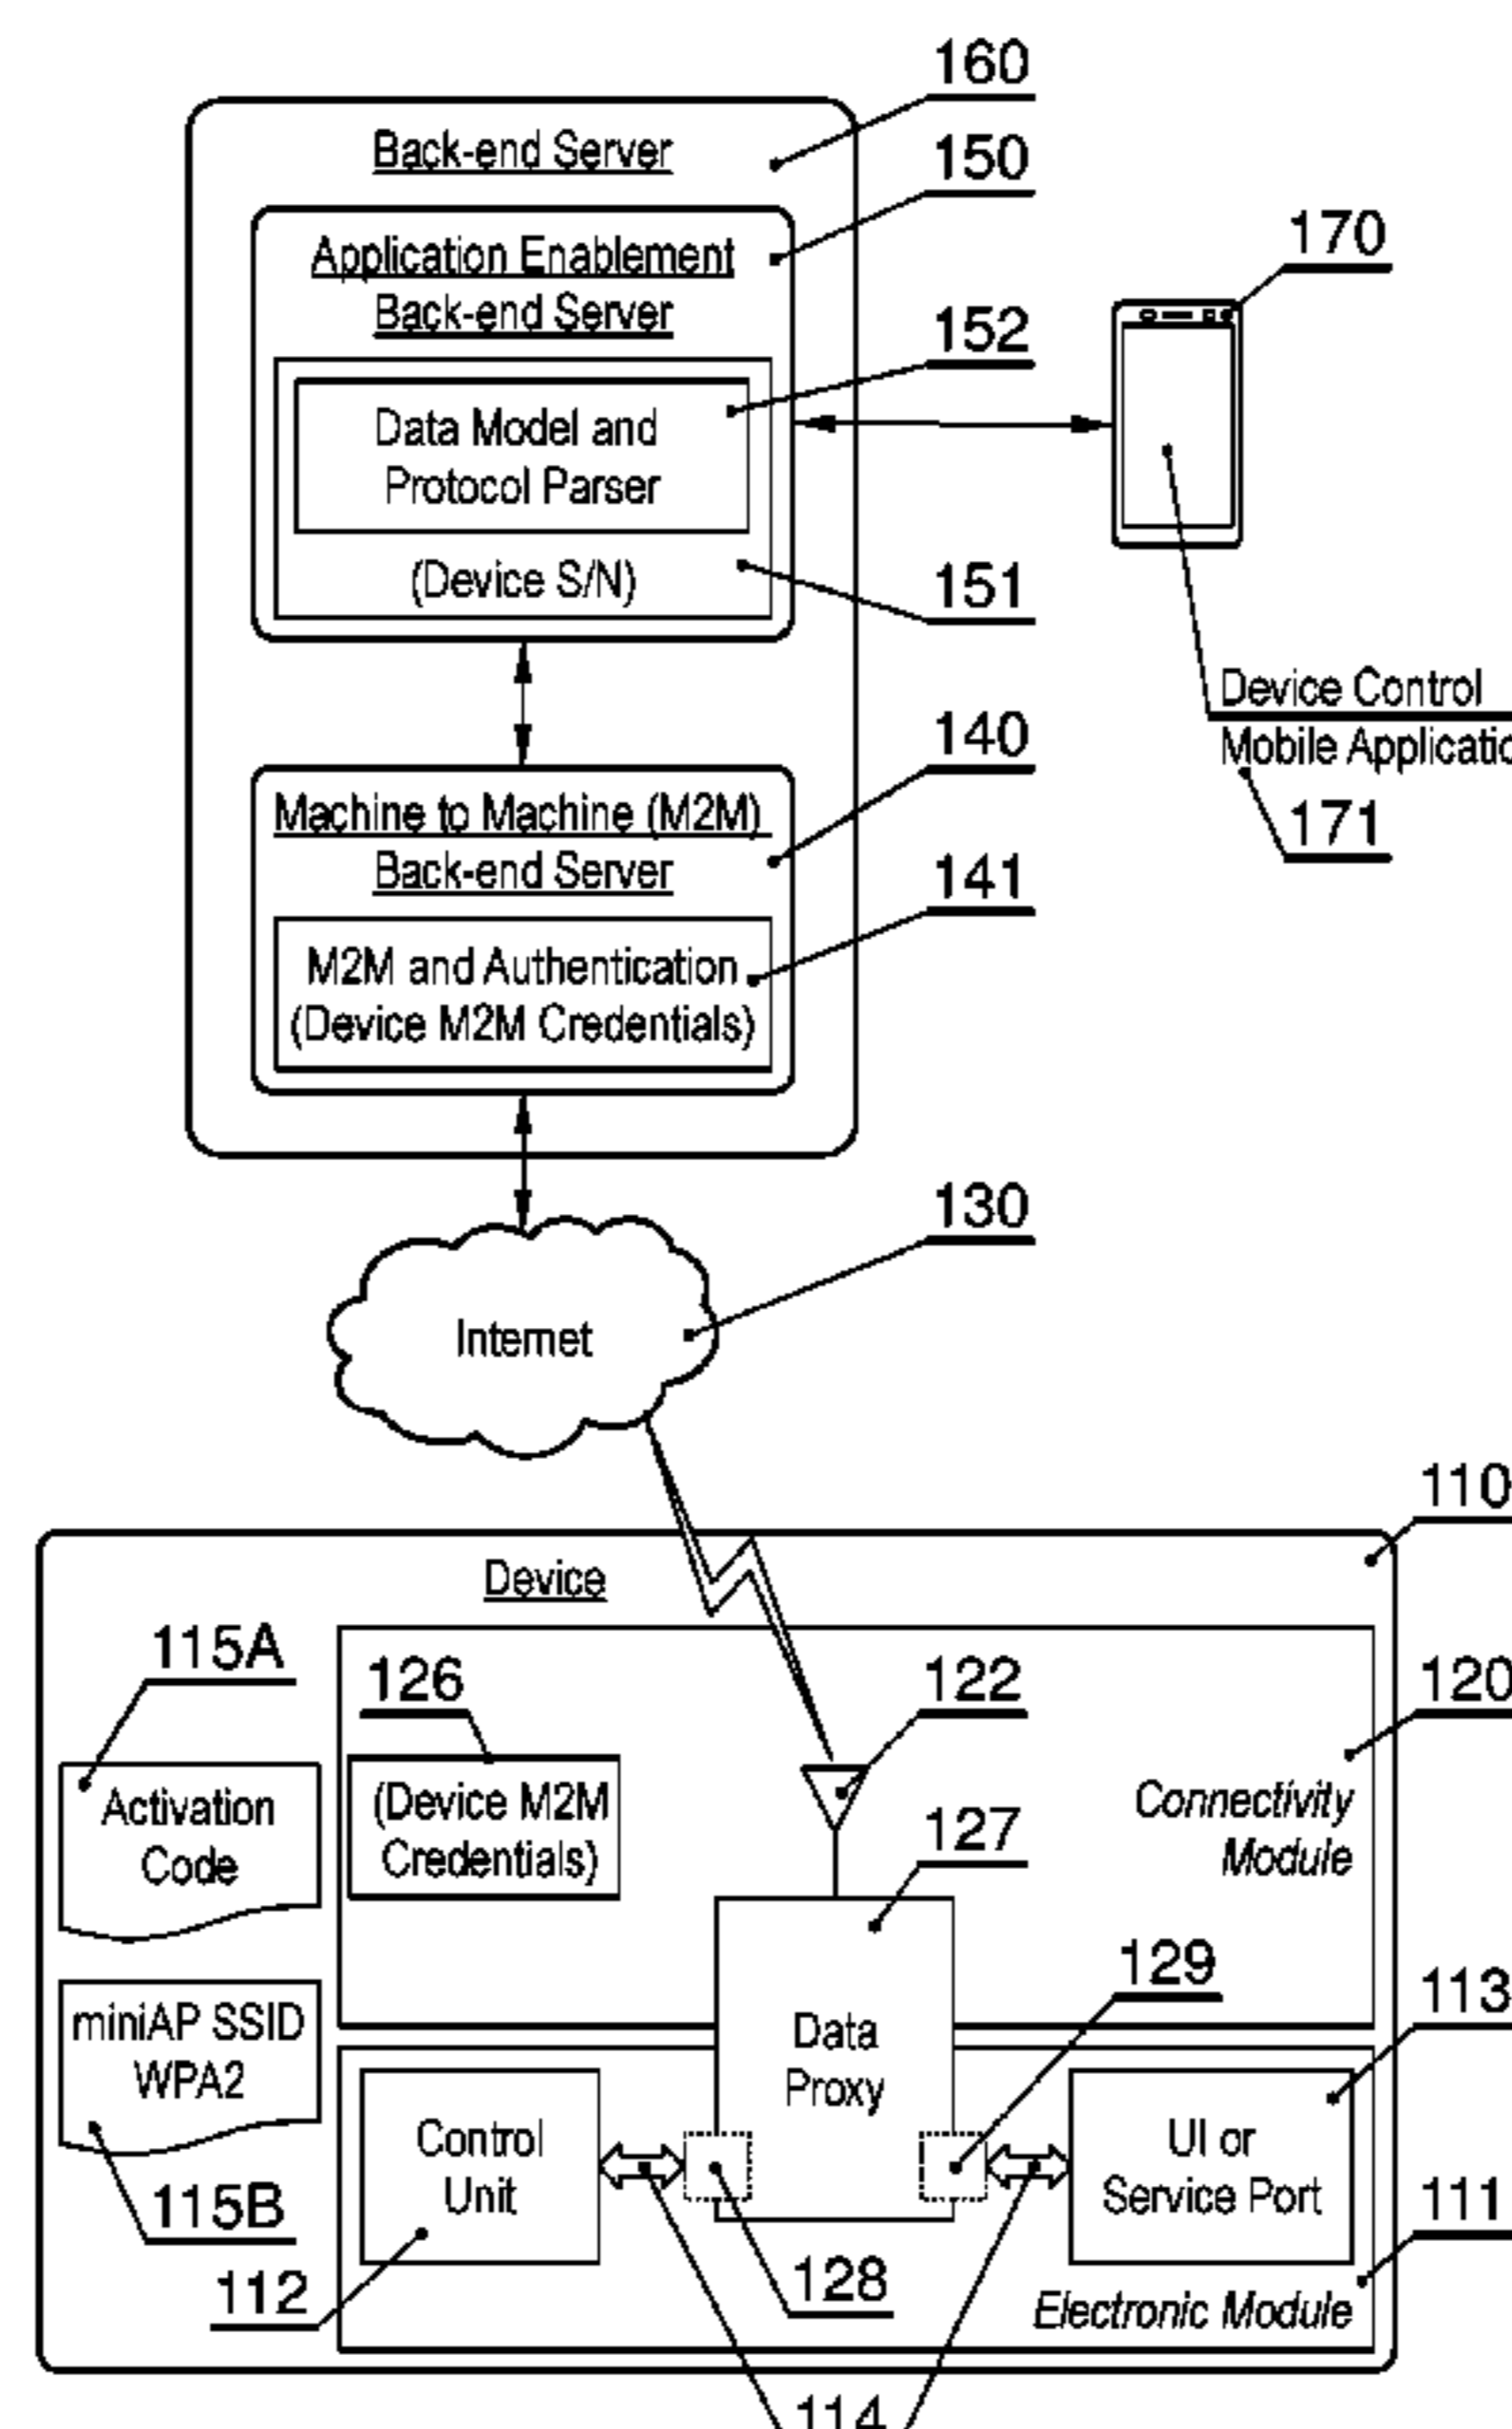 160
Back-end Server
150
Application Enablement
Back-end Server
170
152
Data Model and
Protocol Parser
(Device S/N)
151
Device Control
Mobile Applicatio
171
140
Machine to Machine (M2M)
Back-end Server
141
M2M and Authentication
(Device M2M Credentials)
130
Internet
110
Device
115A
126
122
120
Activation
Code
(Device M2M
Credentials)
Connectivity
Module
127
129
113
miniAP SSID
WPA2
Data
Proxy
Control
Unit
UI or
Service Port
115B
111
112
128
Electronic Module
114